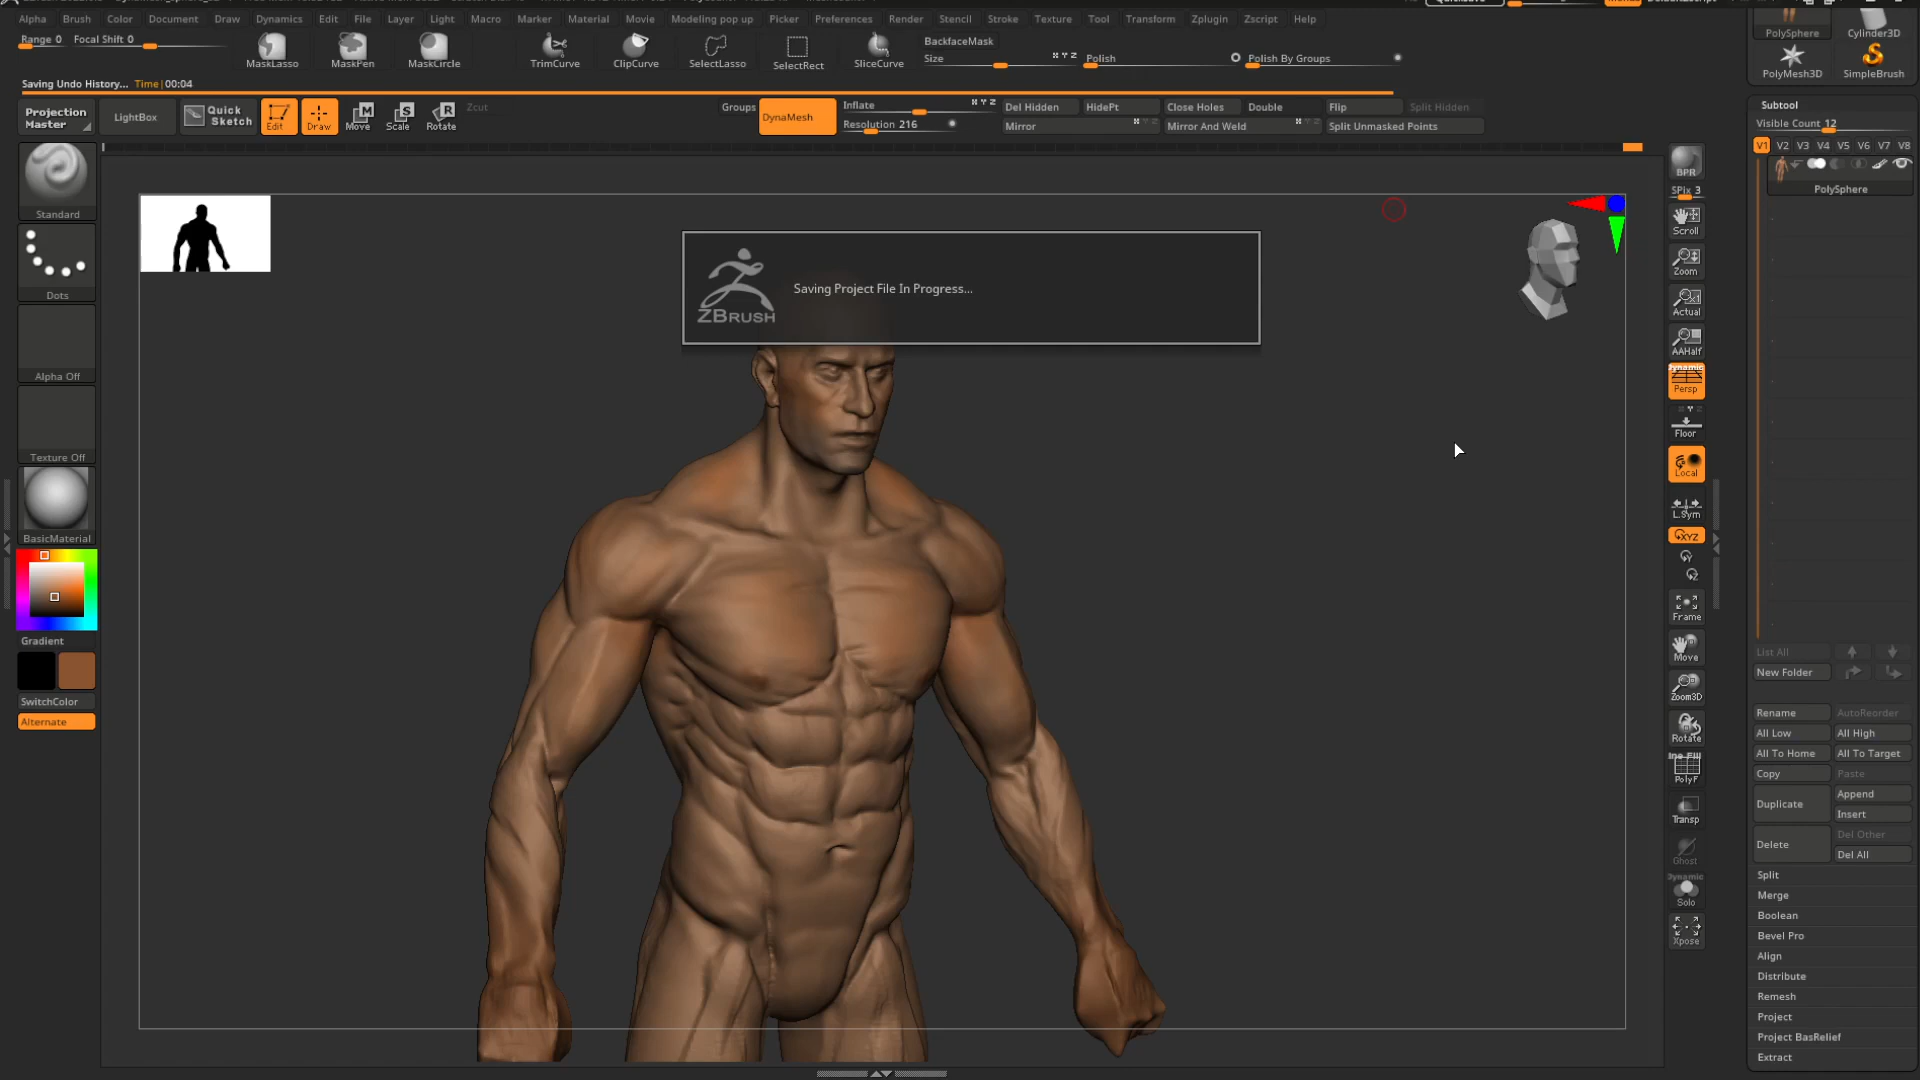 Alpha Brush Color Document Draw Dynamics Edit File Layer Light Macro Marker Material Movie Modeling pop up Picker Preferences Render Stencil Stroke Texture Tool Transform Zplugin Zscript Help
Range 0 Focal Shift 0
MaskLasso MaskPen MaskCircle TrimCurve ClipCurve SelectLasso SelectRect SliceCurve
BackfaceMask
Size
X Y Z
Polish
Polish By Groups
PolySphere Cylinder3D
PolyMesh3D SimpleBrush
Saving Undo History... Time|00:04
Projection Master
LightBox
Quick Sketch
Edit
Draw
Move
Scale
Rotate
Zcut
Groups
DynaMesh
Inflate
X Y Z
Resolution 216
Del Hidden HidePt Close Holes Double Flip Split Hidden
Mirror Mirror And Weld Split Unmasked Points
Standard
Dots
Alpha Off
Texture Off
BasicMaterial
Gradient
SwitchColor
Alternate
ZBRUSH
Saving Project File In Progress...
BPR
SPix 3
Scroll
Zoom
Actual
AAHalf
Dynamic
Persp
Floor
Local
L.Sym
XYZ
Y
Z
Frame
Move
Zoom3D
Rotate
Line Fill
PolyF
Transp
Ghost
Dynamic
Solo
Xpose
Subtool
Visible Count 12
V1 V2 V3 V4 V5 V6 V7 V8
PolySphere
List All
New Folder
Rename AutoReorder
All Low All High
All To Home All To Target
Copy Paste
Duplicate Append
Insert
Delete Del Other
Del All
Split
Merge
Boolean
Bevel Pro
Align
Distribute
Remesh
Project
Project BasRelief
Extract